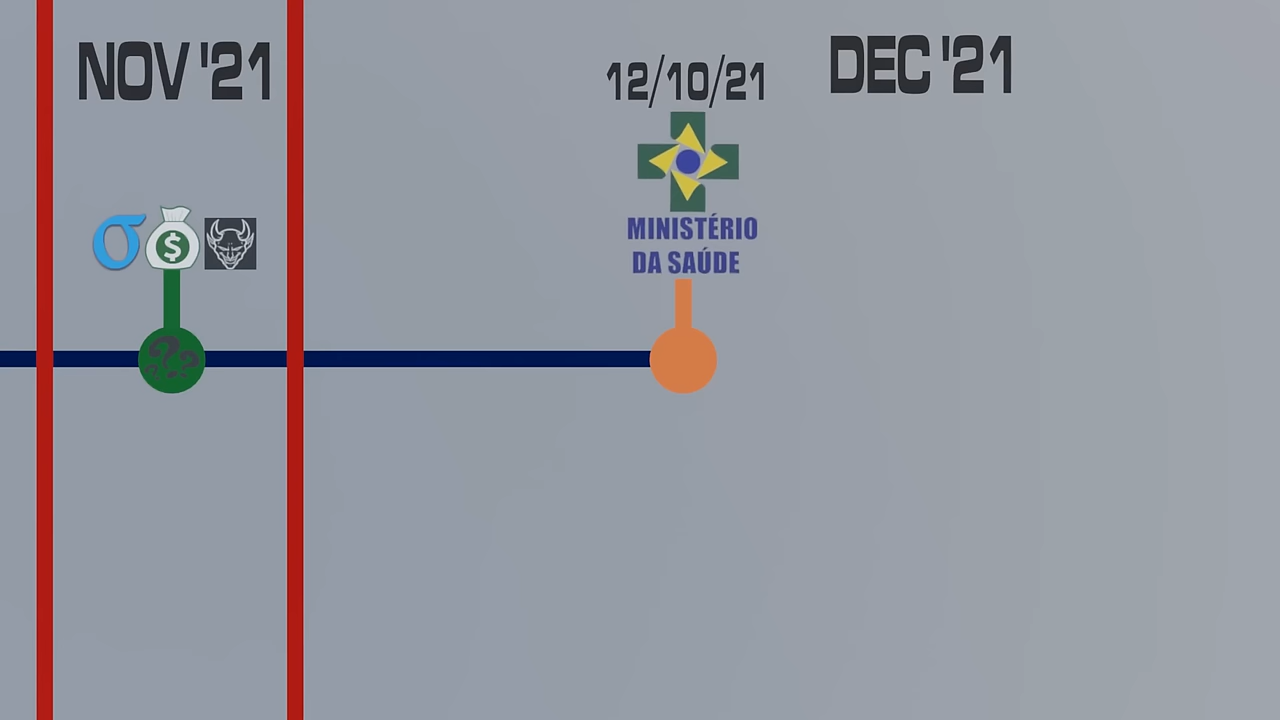 NOV '21
12/10/21
DEC '21
σ
$
MINISTÉRIO
DA SAÚDE
???